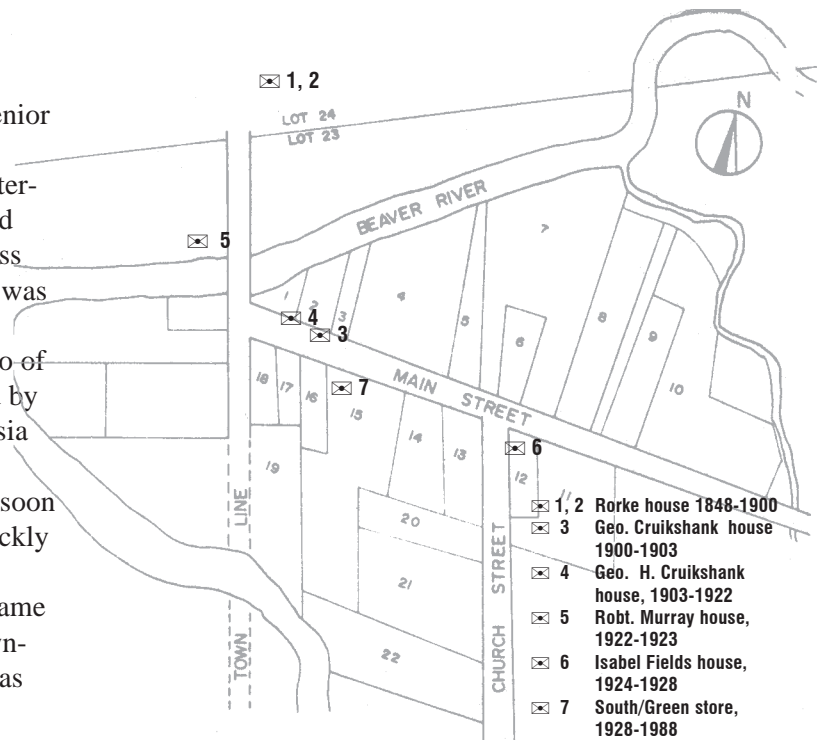 enior
ter-
d
ss
was
o of
by
sia
soon
ckly
ame
wn-
as
1, 2
LOT 24
LOT 23
N
BEAVER RIVER
5
7
1
2
3
4
5
6
8
9
10
4
3
7
MAIN STREET
18
17
16
15
14
13
6
12
11
19
20
21
22
TOWN LINE
CHURCH STREET
1, 2 Rorke house 1848-1900
3 Geo. Cruikshank house
1900-1903
4 Geo. H. Cruikshank
house, 1903-1922
5 Robt. Murray house,
1922-1923
6 Isabel Fields house,
1924-1928
7 South/Green store,
1928-1988